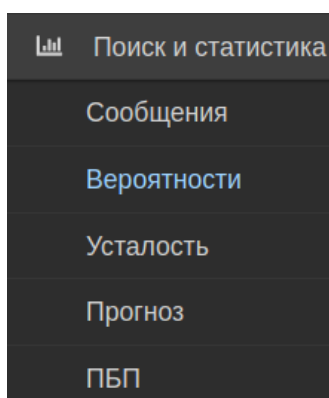 Поиск и статистика
Сообщения
Вероятности
Усталость
Прогноз
ПБП